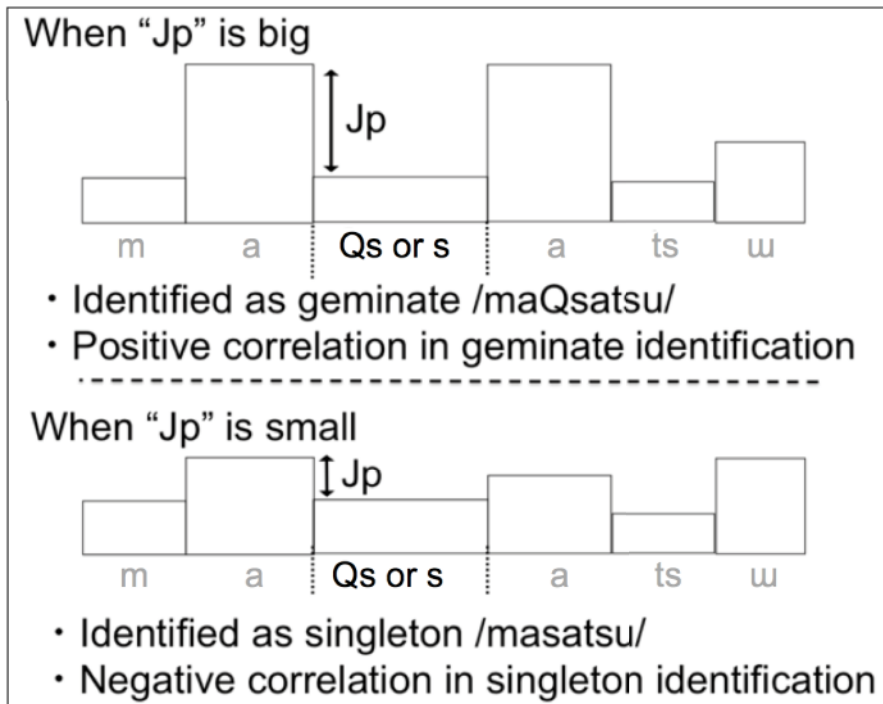 When “Jp” is big
Jp
m a Qs or s a ts ɯ
・Identified as geminate /maQsatsu/
・Positive correlation in geminate identification
When “Jp” is small
Jp
m a Qs or s a ts ɯ
・Identified as singleton /masatsu/
・Negative correlation in singleton identification